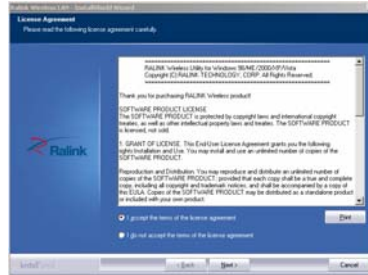 Ralink Wireless LAN - InstallShield Wizard
License Agreement
Please read the following license agreement carefully.
RALINK Wireless Utility for Windows 98/ME/2000/XP/Vista
Copyright (C) RALINK TECHNOLOGY, CORP. All Rights Reserved.
Thank you for purchasing RALINK Wireless product!
SOFTWARE PRODUCT LICENSE
The SOFTWARE PRODUCT is protected by copyright laws and international copyright
treaties, as well as other intellectual property laws and treaties. The SOFTWARE PRODUCT
is licensed, not sold.
1. GRANT OF LICENSE. This End-User License Agreement grants you the following
rights Installation and Use. You may install and use an unlimited number of copies of the
SOFTWARE PRODUCT.
Reproduction and Distribution. You may reproduce and distribute an unlimited number of
copies of the SOFTWARE PRODUCT; provided that each copy shall be a true and complete
copy, including all copyright and trademark notices, and shall be accompanied by a copy of
this EULA. Copies of the SOFTWARE PRODUCT may be distributed as a standalone product
or included with your own product.
Ralink
I accept the terms of the license agreement
Print
I do not accept the terms of the license agreement
InstallShield
< Back
Next >
Cancel